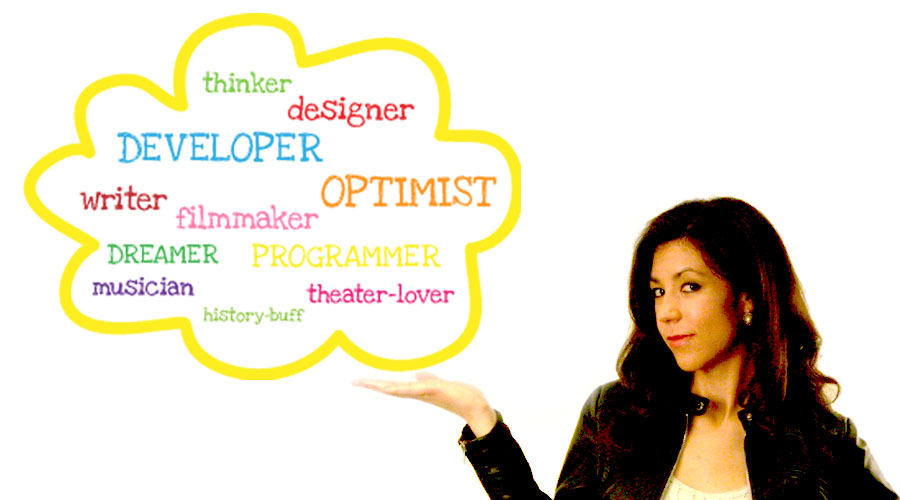 thinker
designer
DEVELOPER
OPTIMIST
writer
filmmaker
DREAMER PROGRAMMER
musician
theater-lover
history-buff